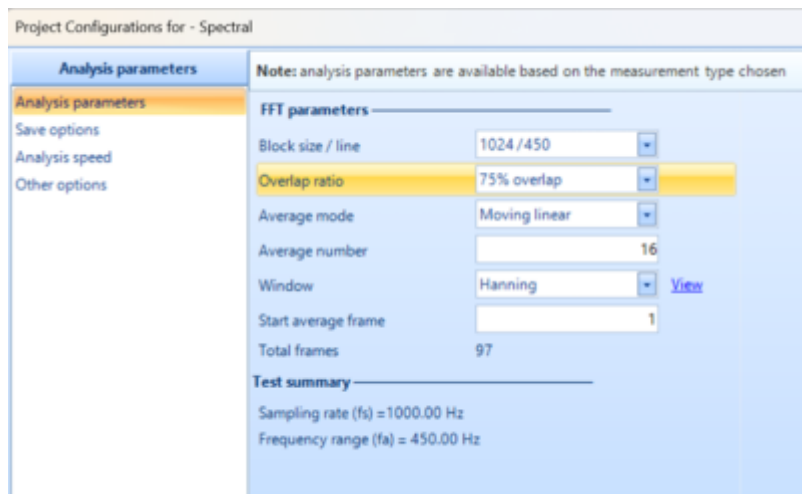 Project Configurations for - Spectral
Analysis parameters
Note: analysis parameters are available based on the measurement type chosen
Analysis parameters
Save options
Analysis speed
Other options
FFT parameters
Block size / line 1024/450
Overlap ratio 75% overlap
Average mode Moving linear
Average number 16
Window Hanning View
Start average frame 1
Total frames 97
Test summary
Sampling rate (fs) =1000.00 Hz
Frequency range (fa) = 450.00 Hz